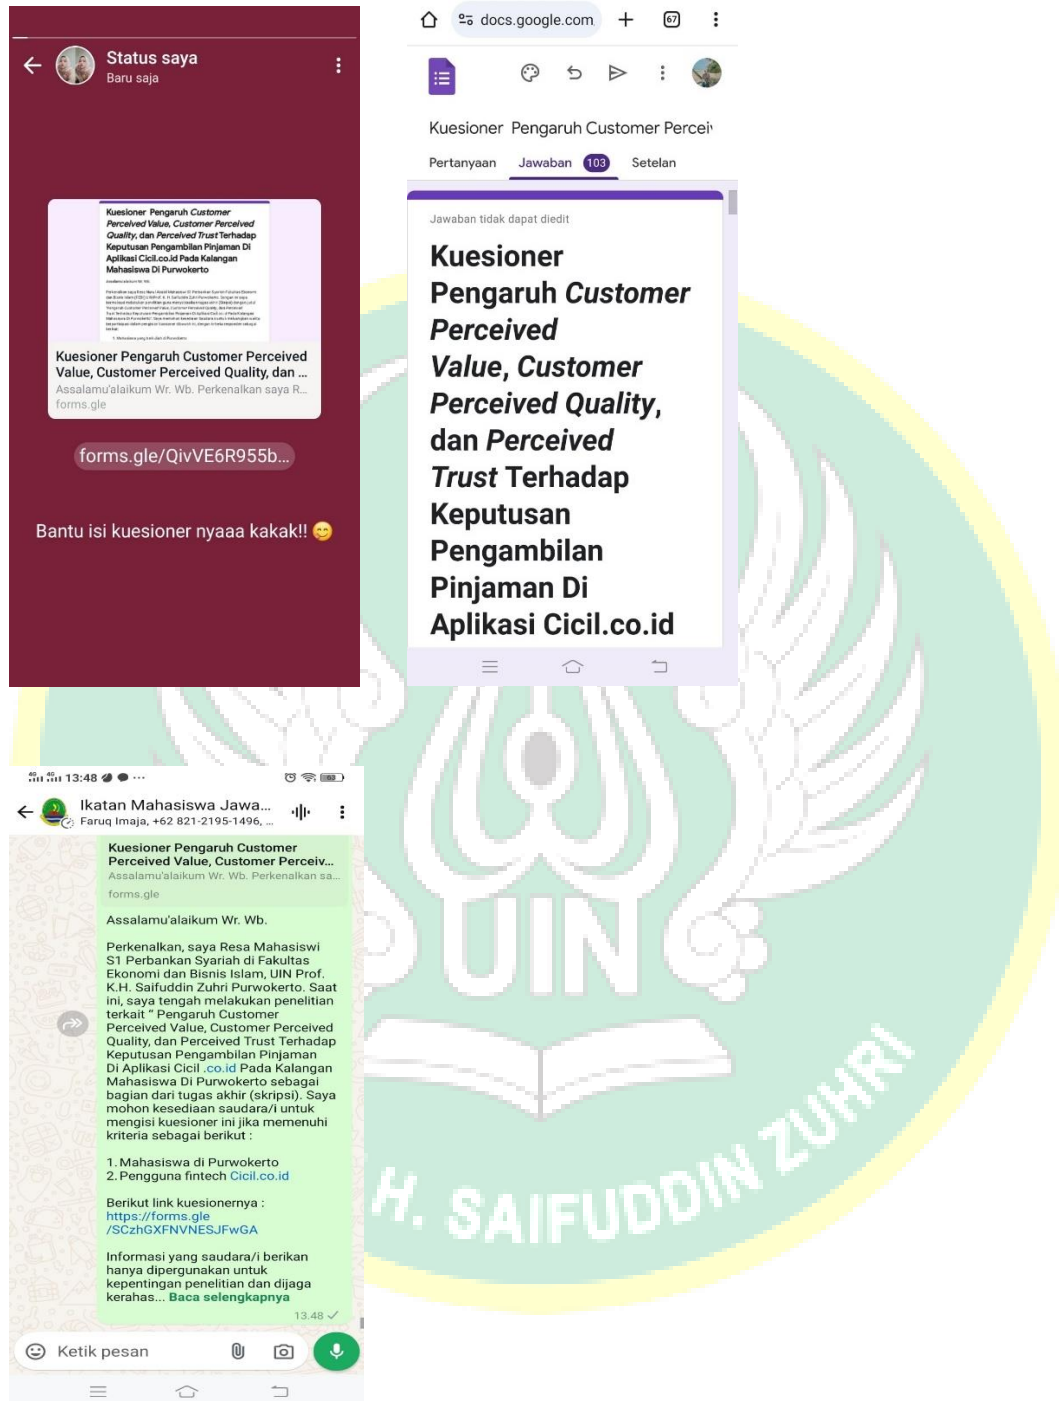 Status saya
Baru saja
Kuesioner Pengaruh Customer
Perceived Value, Customer Perceived
Quality, dan Perceived Trust Terhadap
Keputusan Pengambilan Pinjaman Di
Aplikasi Cicil.co.id Pada Kalangan
Mahasiswa Di Purwokerto
Kuesioner Pengaruh Customer Perceived
Value, Customer Perceived Quality, dan ...
Assalamu'alaikum Wr. Wb. Perkenalkan saya R...
forms.gle
forms.gle/QivVE6R955b...
Bantu isi kuesioner nyaaa kakak!! 😊
docs.google.com
67
Kuesioner Pengaruh Customer Percei
Pertanyaan Jawaban 103 Setelan
Jawaban tidak dapat diedit
Kuesioner
Pengaruh Customer
Perceived
Value, Customer
Perceived Quality,
dan Perceived
Trust Terhadap
Keputusan
Pengambilan
Pinjaman Di
Aplikasi Cicil.co.id
13:48
Ikatan Mahasiswa Jawa...
Faruq Imaja, +62 821-2195-1496, ...
Kuesioner Pengaruh Customer
Perceived Value, Customer Perceiv...
Assalamu'alaikum Wr. Wb. Perkenalkan sa...
forms.gle
Assalamu'alaikum Wr. Wb.
Perkenalkan, saya Resa Mahasiswi
S1 Perbankan Syariah di Fakultas
Ekonomi dan Bisnis Islam, UIN Prof.
K.H. Saifuddin Zuhri Purwokerto. Saat
ini, saya tengah melakukan penelitian
terkait " Pengaruh Customer
Perceived Value, Customer Perceived
Quality, dan Perceived Trust Terhadap
Keputusan Pengambilan Pinjaman
Di Aplikasi Cicil .co.id Pada Kalangan
Mahasiswa Di Purwokerto sebagai
bagian dari tugas akhir (skripsi). Saya
mohon kesediaan saudara/i untuk
mengisi kuesioner ini jika memenuhi
kriteria sebagai berikut :
1. Mahasiswa di Purwokerto
2. Pengguna fintech Cicil.co.id
Berikut link kuesionernya :
https://forms.gle
/SCzhGXFNVNESJFwGA
Informasi yang saudara/i berikan
hanya dipergunakan untuk
kepentingan penelitian dan dijaga
kerahas... Baca selengkapnya
13.48
Ketik pesan
UIN
H. SAIFUDDIN ZUHRI